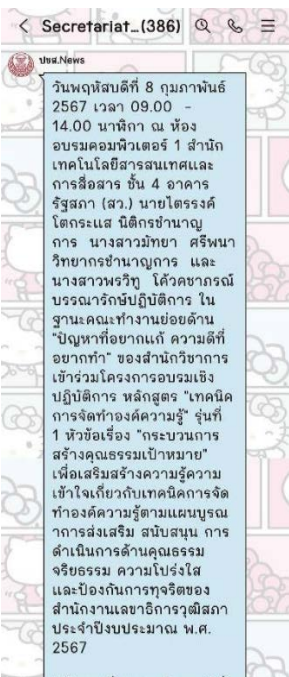 Secretariat...(386)
ปชส.News
วันพฤหัสบดีที่ 8 กุมภาพันธ์
2567 เวลา 09.00 -
14.00 นาฬิกา ณ ห้อง
อบรมคอมพิวเตอร์ 1 สำนัก
เทคโนโลยีสารสนเทศและ
การสื่อสาร ชั้น 4 อาคาร
รัฐสภา (สว.) นายไตรรงค์
โตกระแส นิติกรชำนาญ
การ นางสาวมัทยา ศรีพนา
วิทยากรชำนาญการ และ
นางสาวพรวิทู โค้วคชาภรณ์
บรรณารักษ์ปฏิบัติการ ใน
ฐานะคณะทำงานย่อยด้าน
"ปัญหาที่อยากแก้ ความดีที่
อยากทำ" ของสำนักวิชาการ
เข้าร่วมโครงการอบรมเชิง
ปฏิบัติการ หลักสูตร "เทคนิค
การจัดทำองค์ความรู้" รุ่นที่
1 หัวข้อเรื่อง "กระบวนการ
สร้างคุณธรรมเป้าหมาย"
เพื่อเสริมสร้างความรู้ความ
เข้าใจเกี่ยวกับเทคนิคการจัด
ทำองค์ความรู้ตามแผนบูรณ
าการส่งเสริม สนับสนุน การ
ดำเนินการด้านคุณธรรม
จริยธรรม ความโปร่งใส
และป้องกันการทุจริตของ
สำนักงานเลขาธิการวุฒิสภา
ประจำปีงบประมาณ พ.ศ.
2567